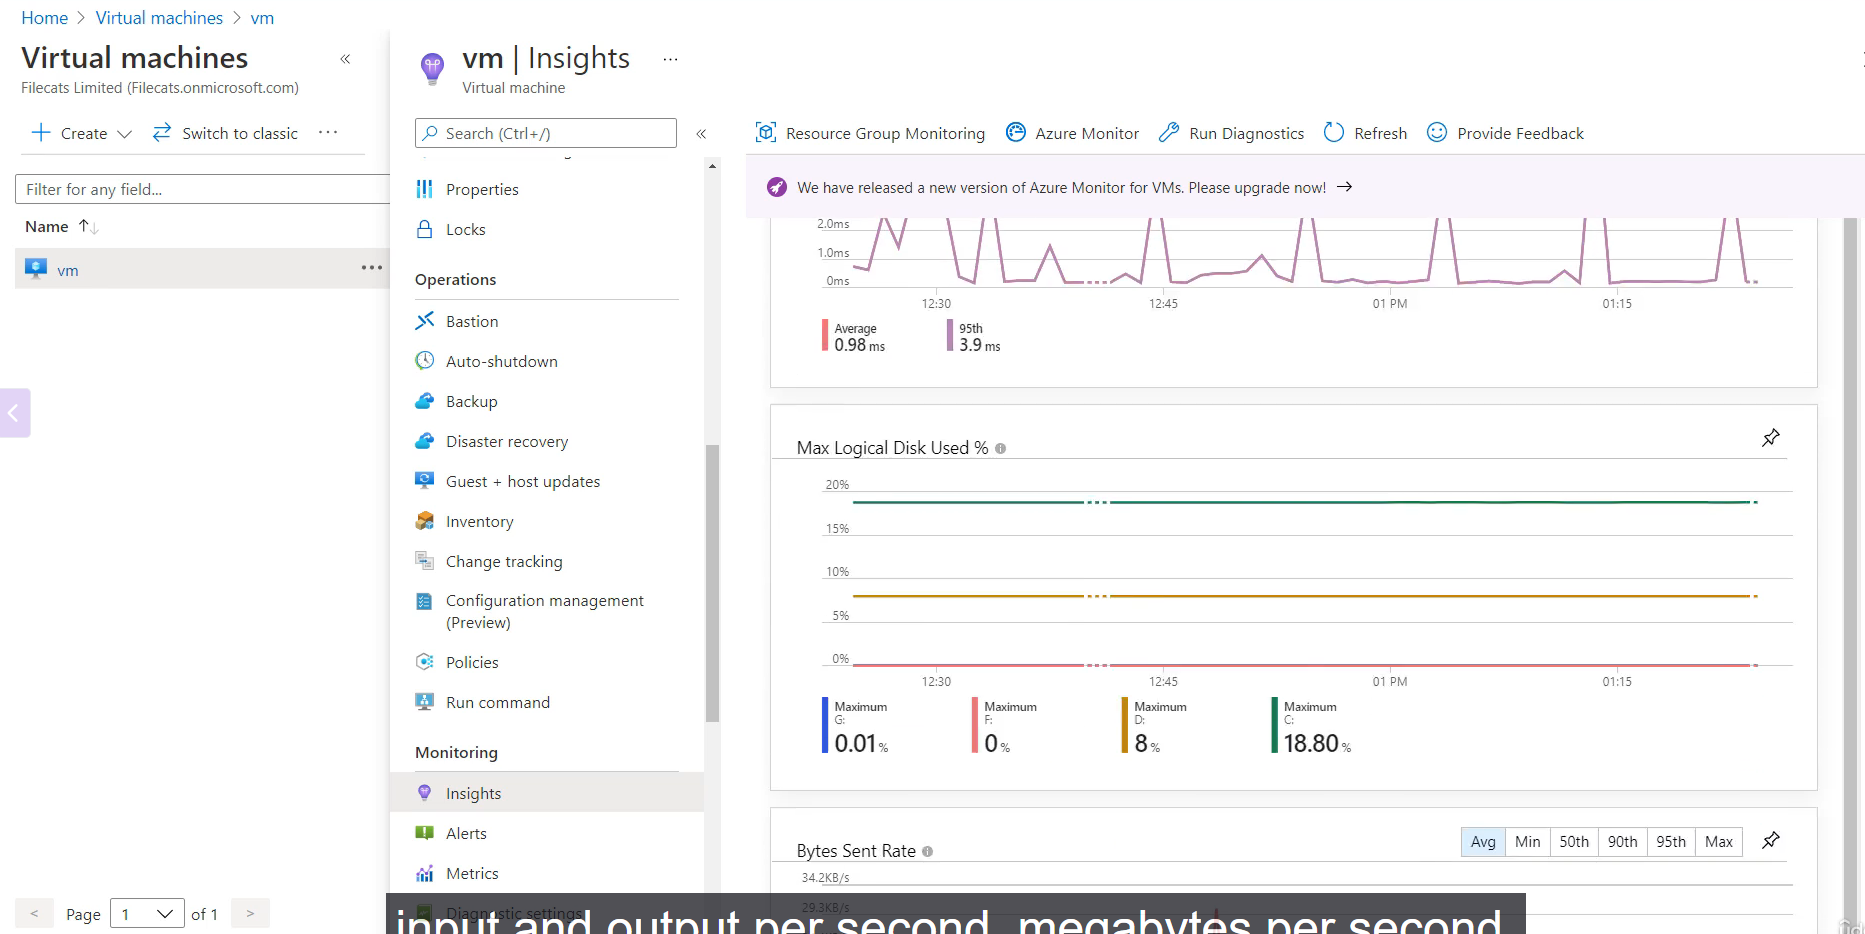 Home > Virtual machines > vm
Virtual machines «
Filecats Limited (Filecats.onmicrosoft.com)
+ Create Switch to classic ...
Filter for any field...
Name ↑↓
vm ...
< Page 1 of 1 >
vm | Insights ...
Virtual machine
Search (Ctrl+/) «
Properties
Locks
Operations
Bastion
Auto-shutdown
Backup
Disaster recovery
Guest + host updates
Inventory
Change tracking
Configuration management
(Preview)
Policies
Run command
Monitoring
Insights
Alerts
Metrics
Diagnostic settings
Resource Group Monitoring Azure Monitor Run Diagnostics Refresh Provide Feedback
We have released a new version of Azure Monitor for VMs. Please upgrade now! →
2.0ms
1.0ms
0ms
12:30 12:45 01 PM 01:15
Average 95th
0.98 ms 3.9 ms
Max Logical Disk Used %
20%
15%
10%
5%
0%
12:30 12:45 01 PM 01:15
Maximum Maximum Maximum Maximum
G: F: D: C:
0.01 % 0 % 8 % 18.80 %
Bytes Sent Rate Avg Min 50th 90th 95th Max
34.2KB/s
29.3KB/s
input and output per second, megabytes per second